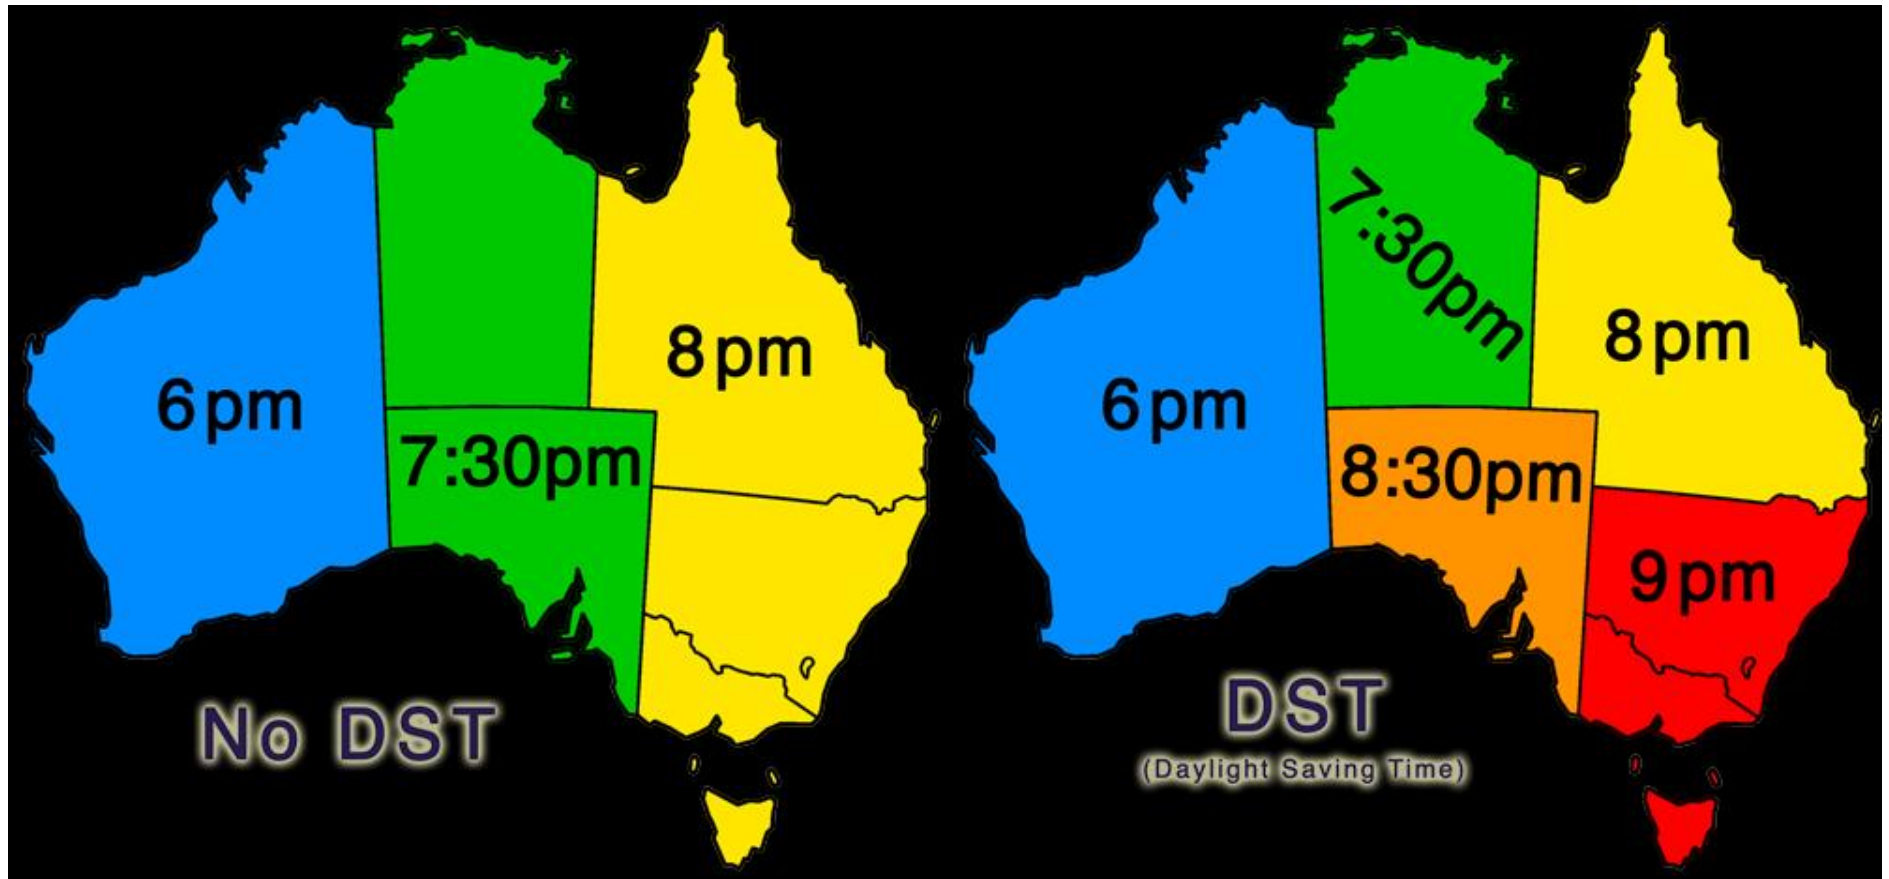 6pm
7:30pm
8pm
No DST
6pm
7:30pm
8pm
8:30pm
9pm
DST
(Daylight Saving Time)